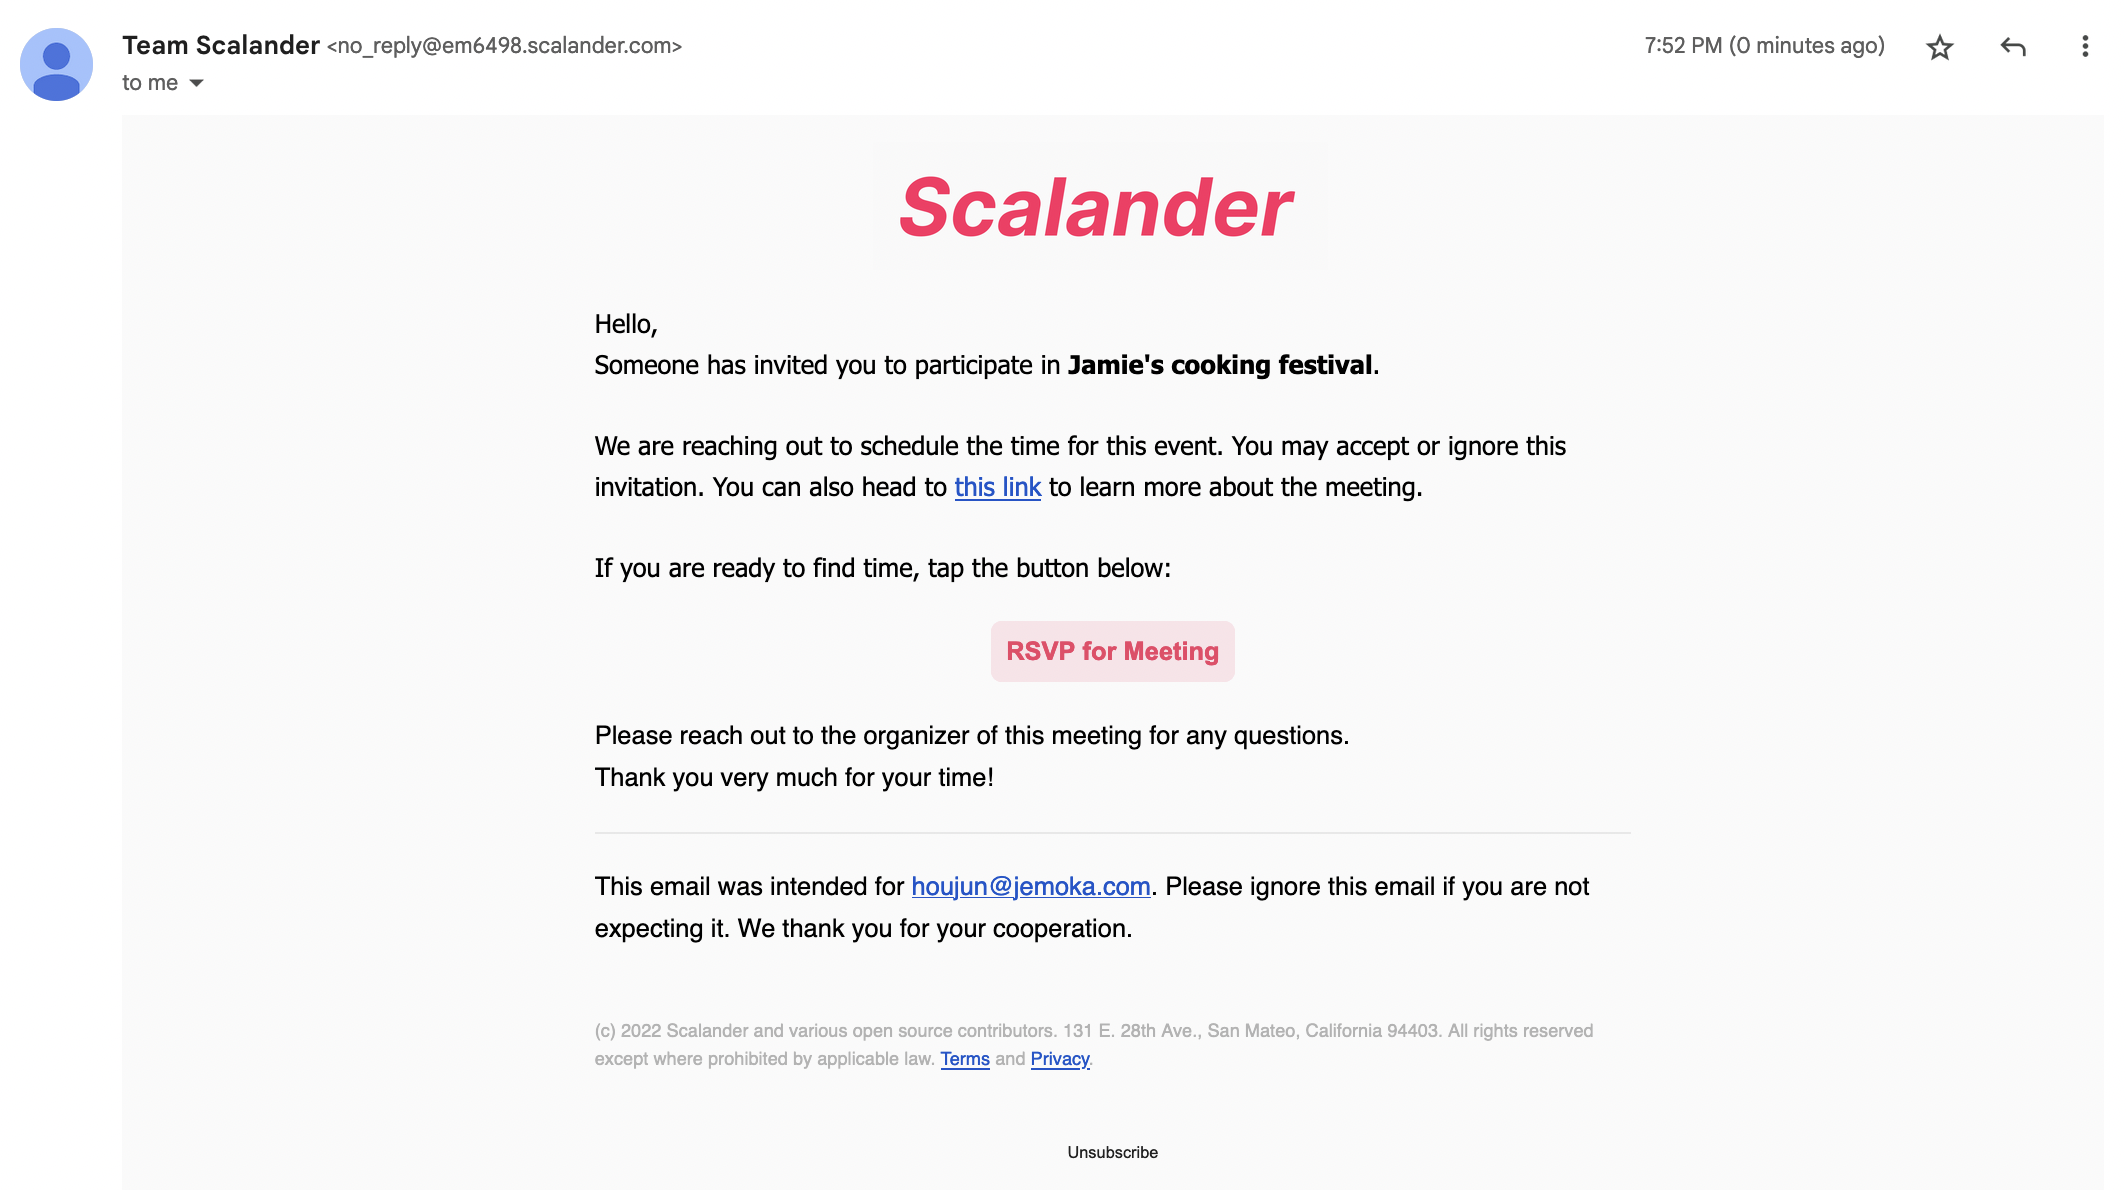 Team Scalander <no_reply@em6498.scalander.com>
7:52 PM (0 minutes ago)
to me
Scalander
Hello,
Someone has invited you to participate in Jamie's cooking festival.
We are reaching out to schedule the time for this event. You may accept or ignore this
invitation. You can also head to this link to learn more about the meeting.
If you are ready to find time, tap the button below:
RSVP for Meeting
Please reach out to the organizer of this meeting for any questions.
Thank you very much for your time!
This email was intended for houjun@jemoka.com. Please ignore this email if you are not
expecting it. We thank you for your cooperation.
(c) 2022 Scalander and various open source contributors. 131 E. 28th Ave., San Mateo, California 94403. All rights reserved
except where prohibited by applicable law. Terms and Privacy.
Unsubscribe